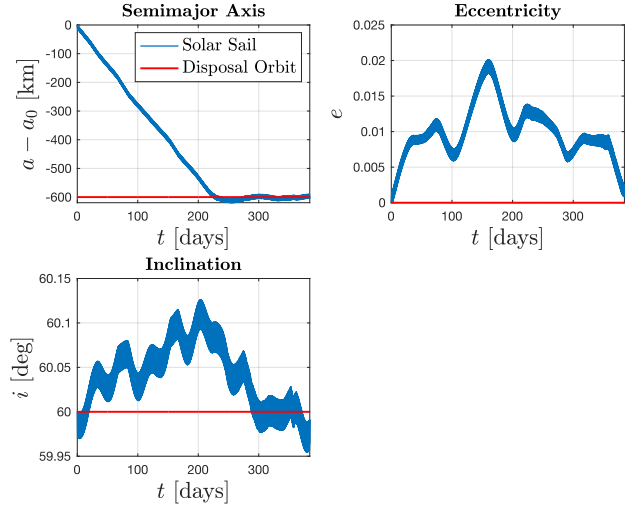 Semimajor Axis
a − a₀ [km]
0
-100
-200
-300
-400
-500
-600
Solar Sail
Disposal Orbit
0
100
200
300
t [days]
Eccentricity
e
0.025
0.02
0.015
0.01
0.005
0
0
100
200
300
t [days]
Inclination
i [deg]
60.15
60.1
60.05
60
59.95
0
100
200
300
t [days]